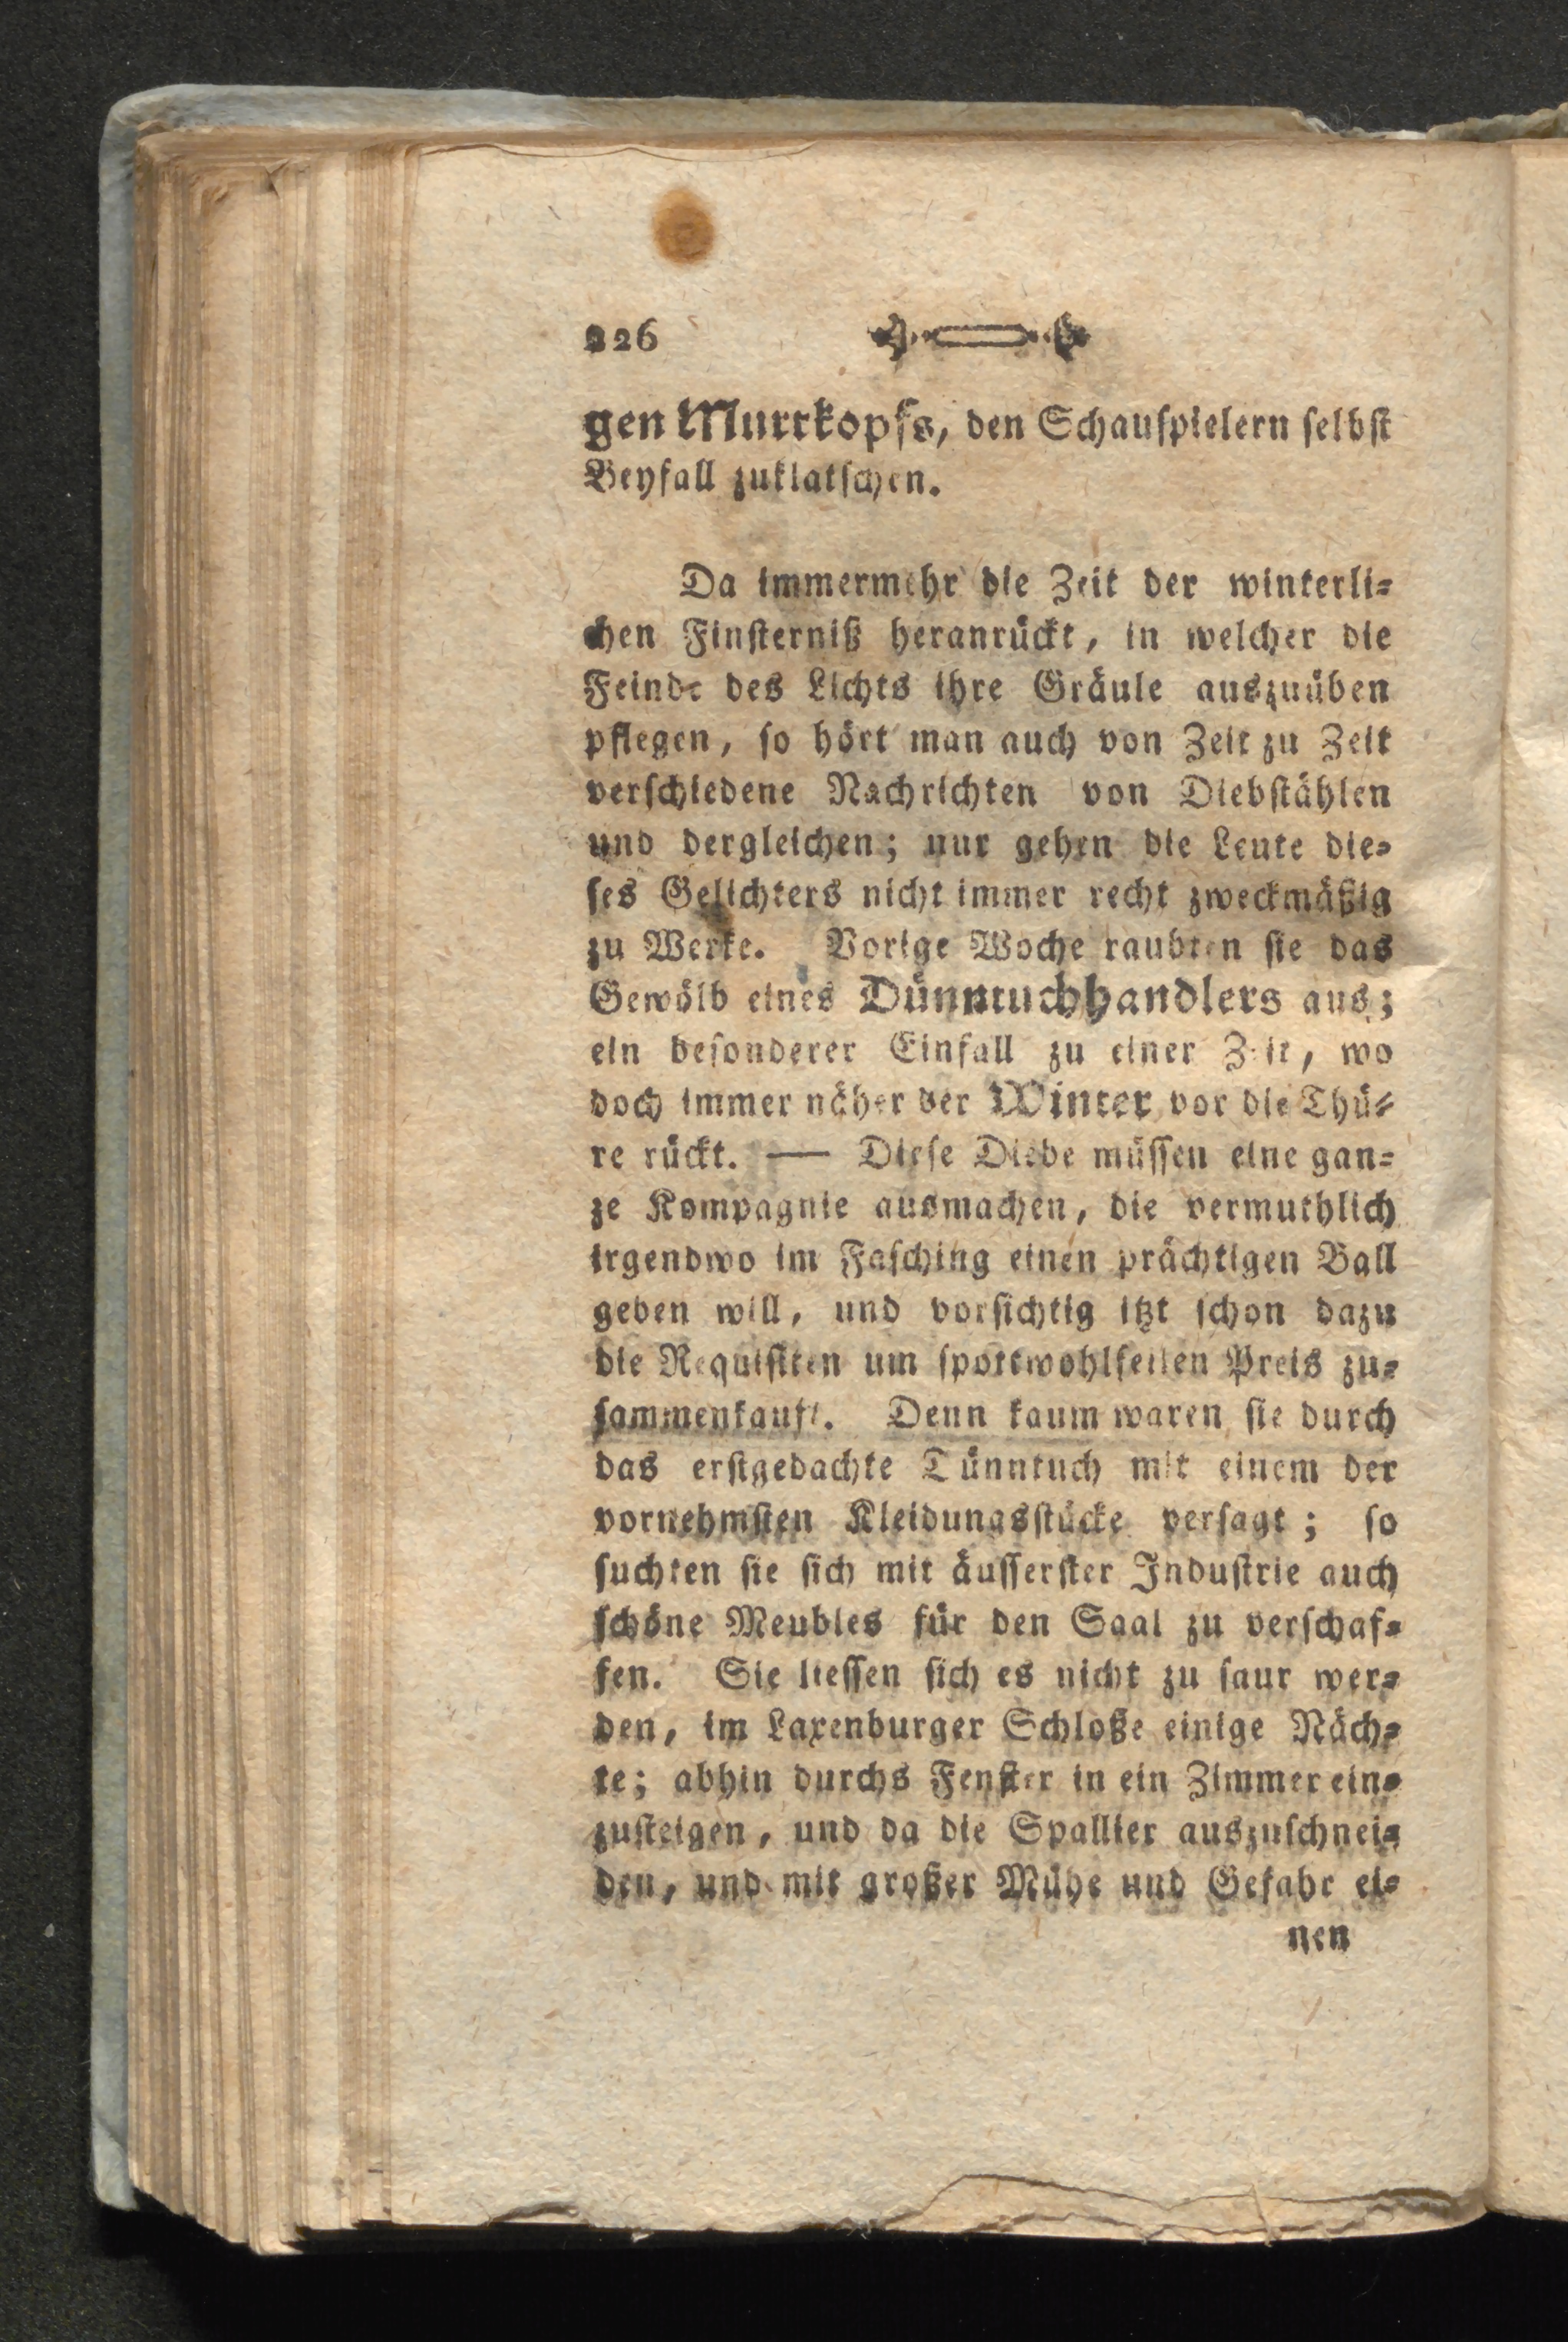 226
gen Murrkopfs, den Schauſpielern ſelbſt
Beyfall zuklatſchen.
Da immermehr die Zeit der winterli⸗
chen Finſterniß heranrückt, in welcher die
Feinde des Lichts ihre Gräule auszuüben
pflegen, ſo hört man auch von Zeit zu Zeit
verſchiedene Nachrichten von Diebſtählen
und dergleichen; nur gehen die Leute die⸗
ſes Gelichters nicht immer recht zweckmäßig
zu Werke. Vorige Woche raubten ſie das
Gewölb eines Dünntuchhandlers aus;
ein beſonderer Einfall zu einer Zeit, wo
doch immer näher der Winter vor die Thü⸗
re rückt. — Dieſe Diebe müſſen eine gan⸗
ze Kompagnie ausmachen, die vermuthlich
irgendwo im Faſching einen prächtigen Ball
geben will, und vorſichtig itzt ſchon dazu
die Requiſiten um ſpottwohlfeilen Preis zu⸗
ſammenkauft. Denn kaum waren ſie durch
das erſtgedachte Tünntuch mit einem der
vornehmſten Kleidungsſtücke verſagt; ſo
ſuchten ſie ſich mit äuſſerſter Induſtrie auch
ſchöne Meubles für den Saal zu verſchaf⸗
fen. Sie lieſſen ſich es nicht zu ſaur wer⸗
den, im Laxenburger Schloße einige Näch⸗
te; abhin durchs Fenſter in ein Zimmer ein⸗
zuſteigen, und da die Spallier auszuſchnei⸗
den, und mit großer Mühe und Gefahr ei⸗
nen